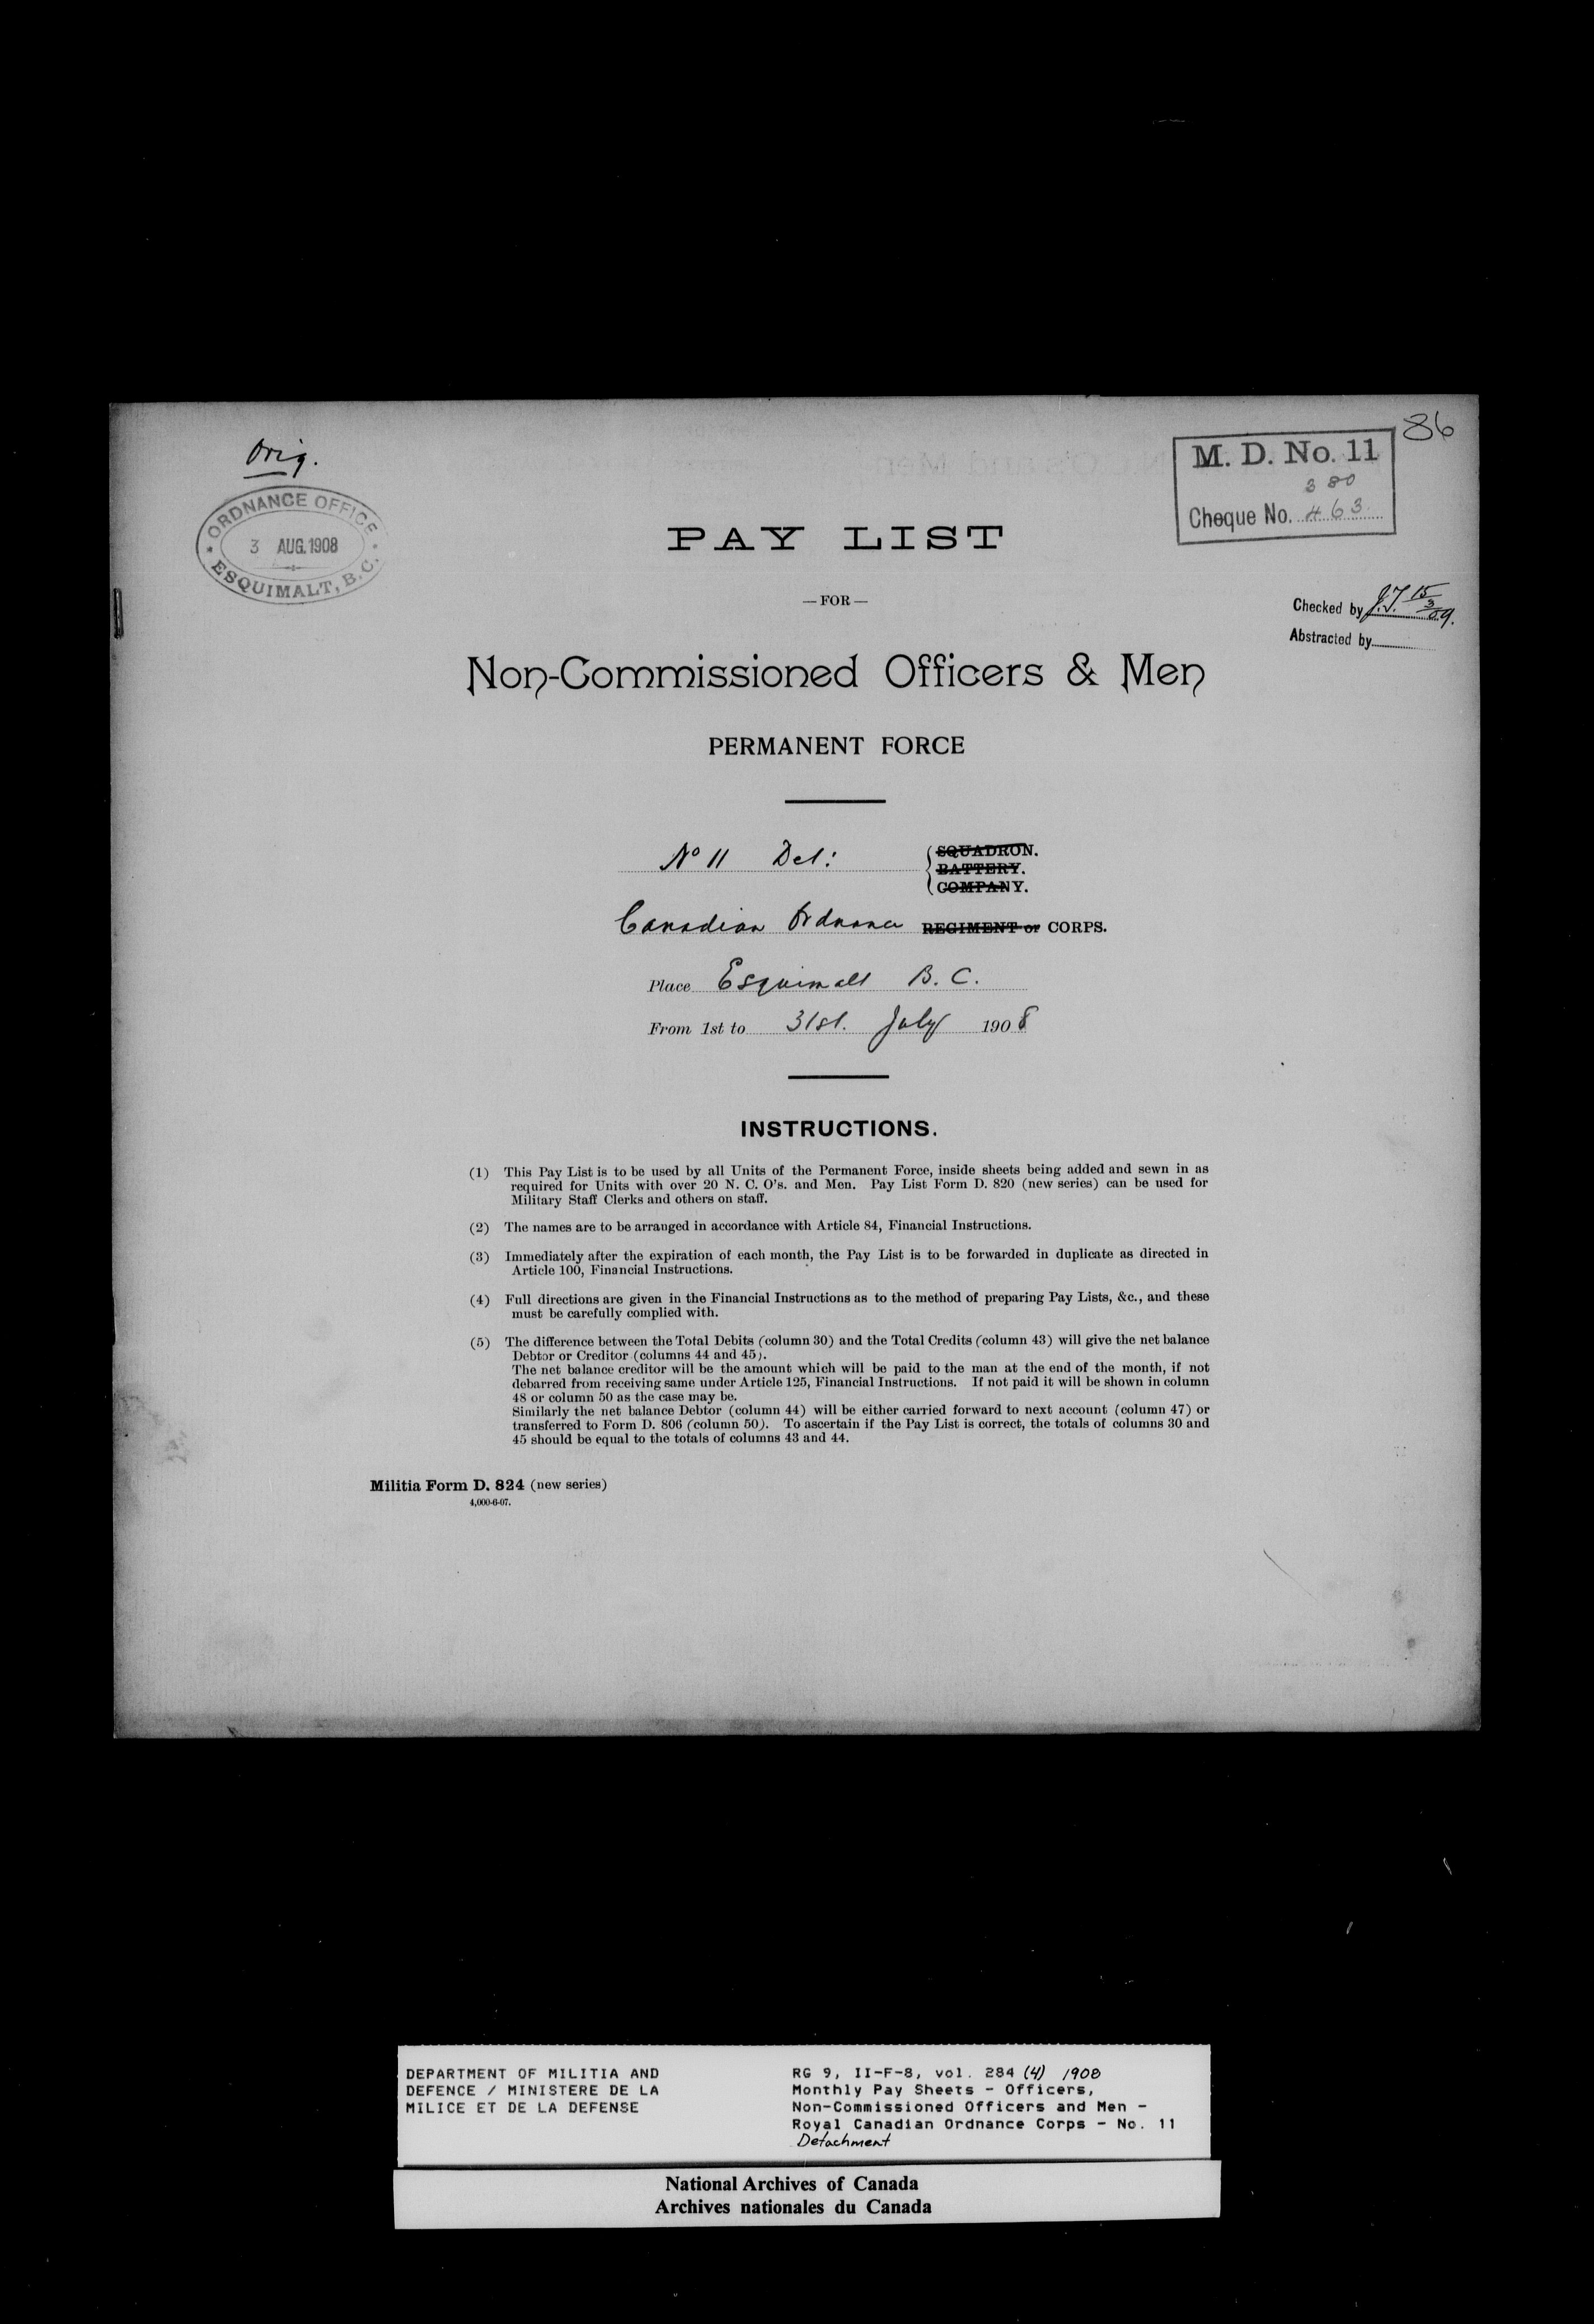 86
Orig.
M. D. No. 11
380
Cheque No. 463
ORDNANCE OFFICE
3 AUG. 1908
ESQUIMALT, B.C.
PAY LIST
—FOR—
Checked by J.T. 15/3/09.
Abstracted by
Non-Commissioned Officers & Men
PERMANENT FORCE
No 11 Det:
SQUADRON.
BATTERY.
COMPANY.
Canadian Ordnance REGIMENT or CORPS.
Place Esquimalt B. C.
From 1st to 31st. July 1908
INSTRUCTIONS.
(1) This Pay List is to be used by all Units of the Permanent Force, inside sheets being added and sewn in as
required for Units with over 20 N. C. O's. and Men. Pay List Form D. 820 (new series) can be used for
Military Staff Clerks and others on staff.
(2) The names are to be arranged in accordance with Article 84, Financial Instructions.
(3) Immediately after the expiration of each month, the Pay List is to be forwarded in duplicate as directed in
Article 100, Financial Instructions.
(4) Full directions are given in the Financial Instructions as to the method of preparing Pay Lists, &c., and these
must be carefully complied with.
(5) The difference between the Total Debits (column 30) and the Total Credits (column 43) will give the net balance
Debtor or Creditor (columns 44 and 45).
The net balance creditor will be the amount which will be paid to the man at the end of the month, if not
debarred from receiving same under Article 125, Financial Instructions. If not paid it will be shown in column
48 or column 50 as the case may be.
Similarly the net balance Debtor (column 44) will be either carried forward to next account (column 47) or
transferred to Form D. 806 (column 50). To ascertain if the Pay List is correct, the totals of columns 30 and
45 should be equal to the totals of columns 43 and 44.
Militia Form D. 824 (new series)
4,000-6-07.
DEPARTMENT OF MILITIA AND
DEFENCE / MINISTERE DE LA
MILICE ET DE LA DEFENSE
RG 9, II-F-8, vol. 284 (4) 1908
Monthly Pay Sheets - Officers,
Non-Commissioned Officers and Men -
Royal Canadian Ordnance Corps - No. 11
Detachment
National Archives of Canada
Archives nationales du Canada